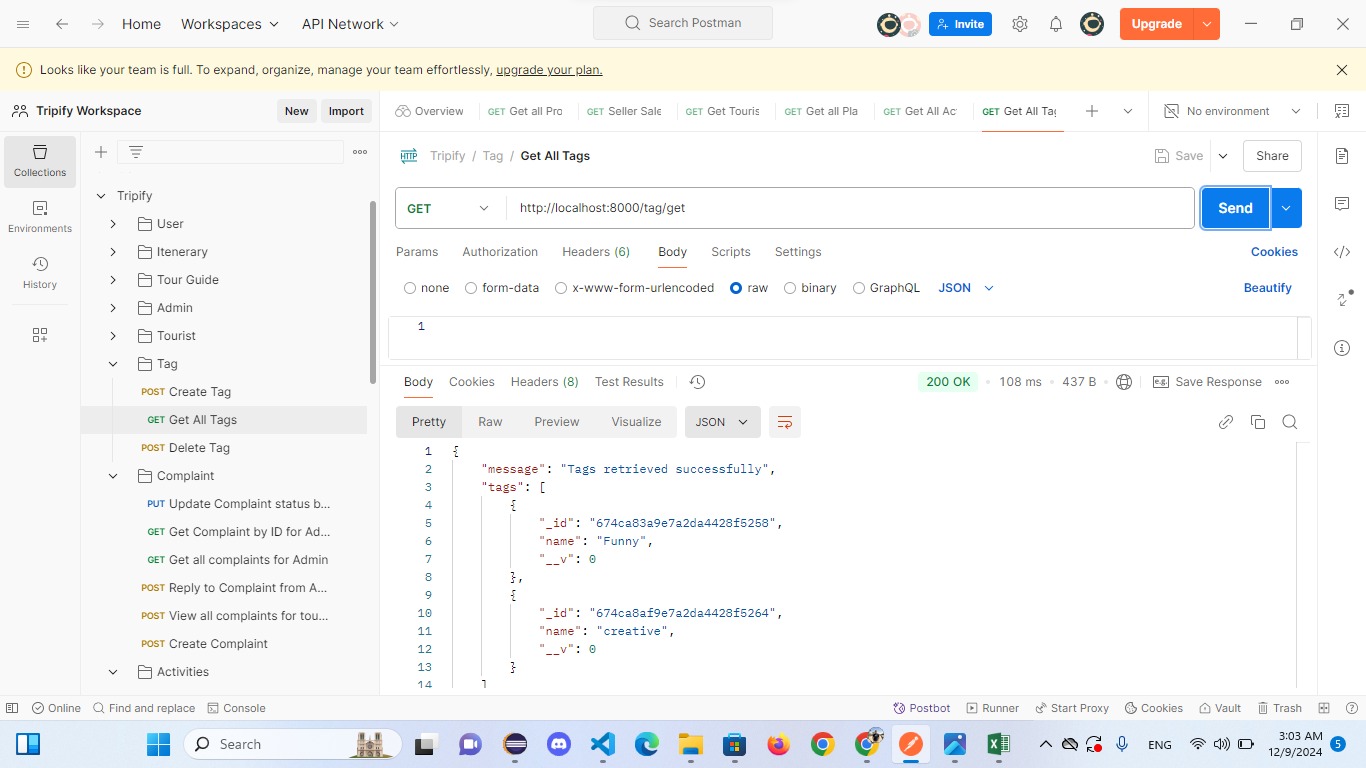 Home Workspaces API Network Search Postman Invite Upgrade
Looks like your team is full. To expand, organize, manage your team effortlessly, upgrade your plan.
Tripify Workspace New Import Overview GET Get all Pro GET Seller Sale GET Get Touris GET Get all Pla GET Get All Ac GET Get All Tag No environment
Collections
Environments
History
Tripify
User
Itenerary
Tour Guide
Admin
Tourist
Tag
POST Create Tag
GET Get All Tags
POST Delete Tag
Complaint
PUT Update Complaint status b...
GET Get Complaint by ID for Ad...
GET Get all complaints for Admin
POST Reply to Complaint from A...
POST View all complaints for tou...
POST Create Complaint
Activities
HTTP Tripify / Tag / Get All Tags Save Share
GET http://localhost:8000/tag/get Send
Params Authorization Headers (6) Body Scripts Settings Cookies
none form-data x-www-form-urlencoded raw binary GraphQL JSON Beautify
1
Body Cookies Headers (8) Test Results 200 OK 108 ms 437 B Save Response
Pretty Raw Preview Visualize JSON
1 {
2 "message": "Tags retrieved successfully",
3 "tags": [
4 {
5 "_id": "674ca83a9e7a2da4428f5258",
6 "name": "Funny",
7 "__v": 0
8 },
9 {
10 "_id": "674ca8af9e7a2da4428f5264",
11 "name": "creative",
12 "__v": 0
13 }
14 ]
Online Find and replace Console Postbot Runner Start Proxy Cookies Vault Trash
Search ENG 3:03 AM 5
12/9/2024